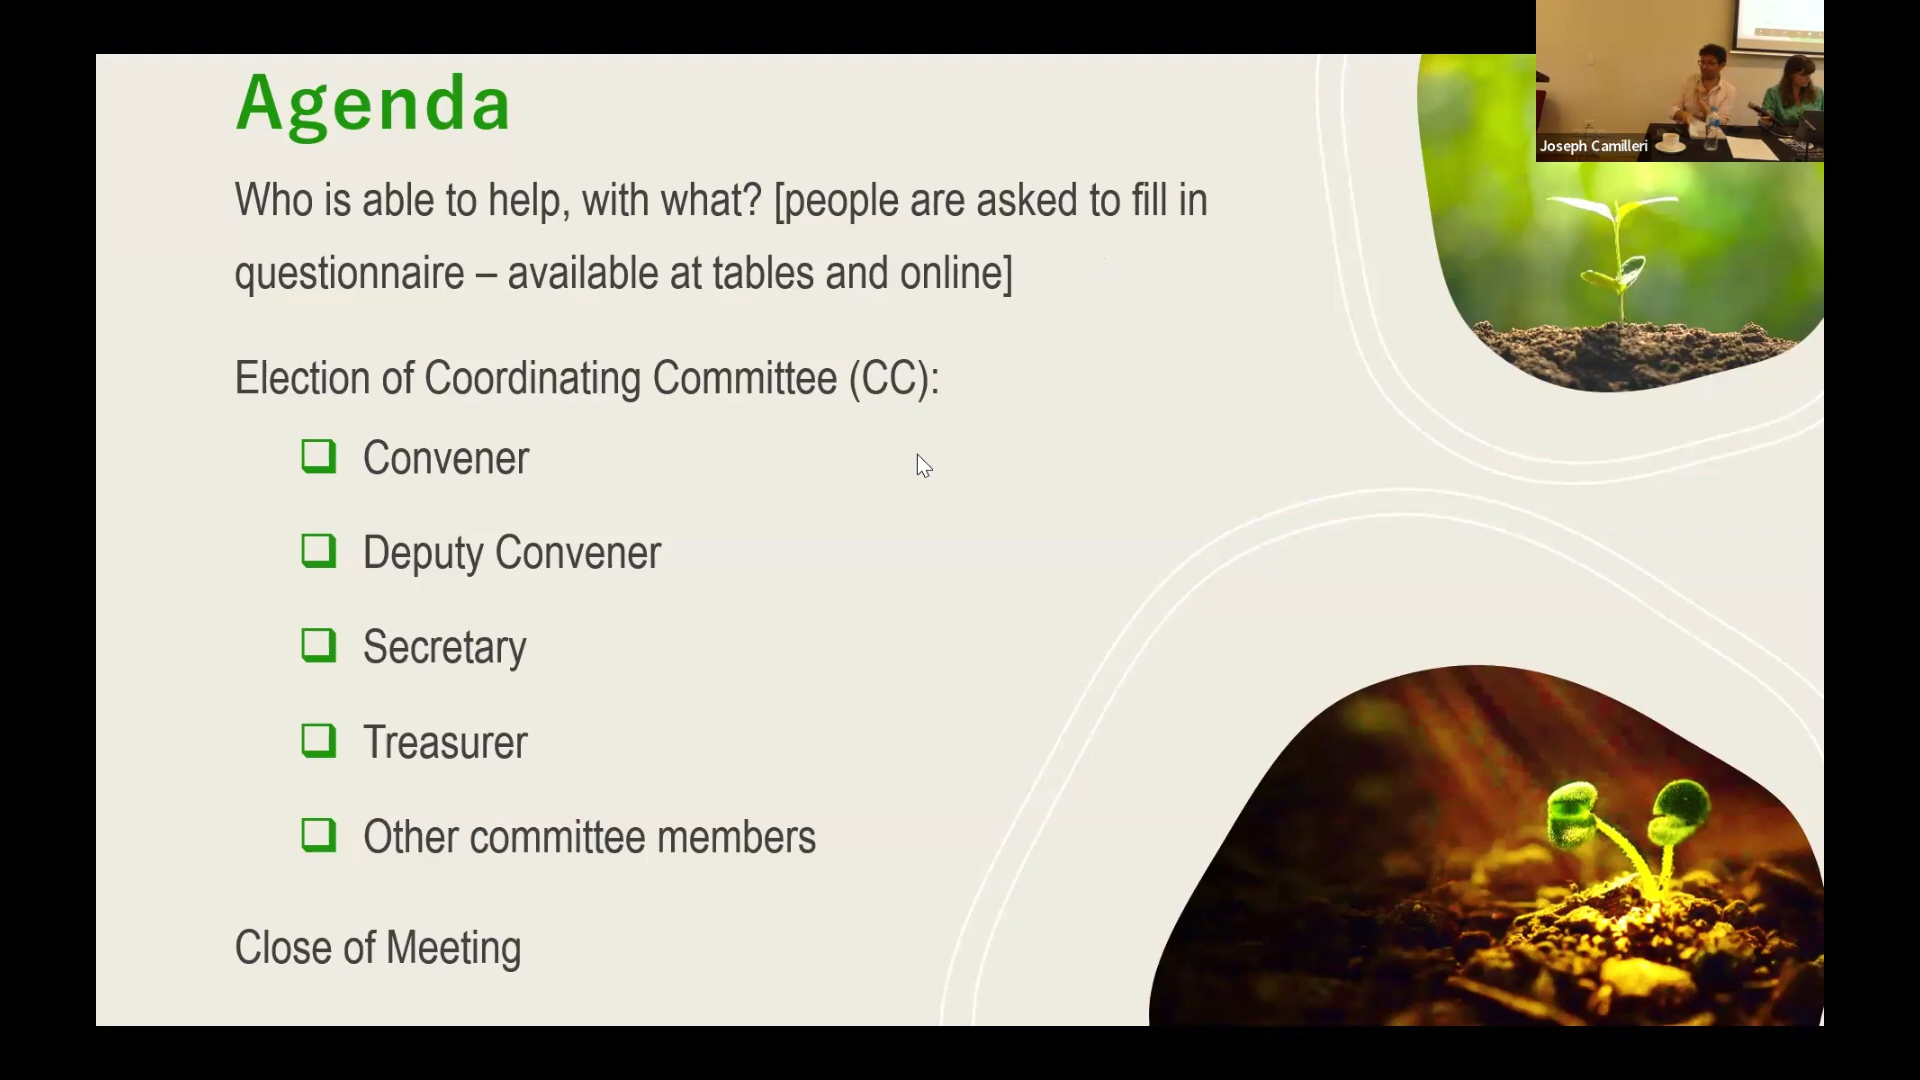 Agenda
Who is able to help, with what? [people are asked to fill in
questionnaire – available at tables and online]
Election of Coordinating Committee (CC):
Convener
Deputy Convener
Secretary
Treasurer
Other committee members
Close of Meeting
Joseph Camilleri